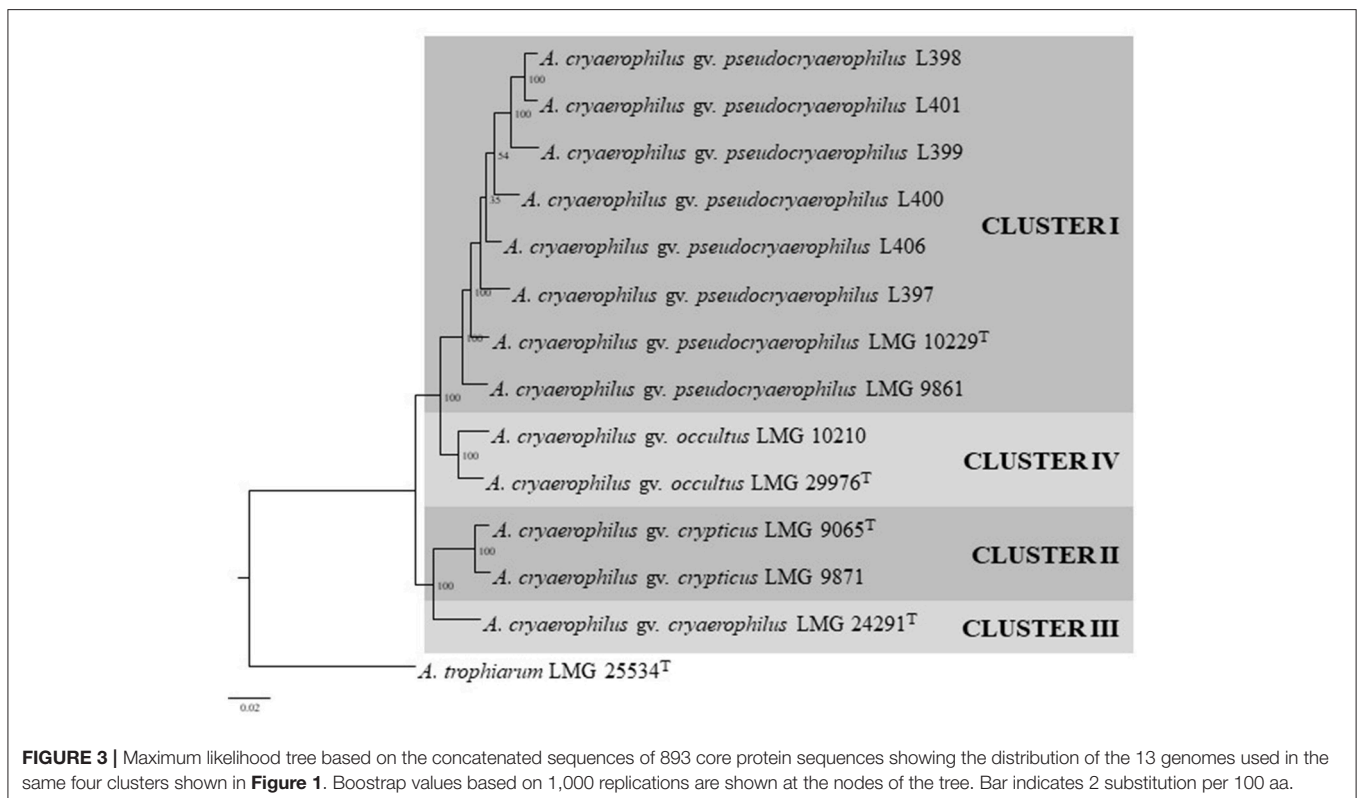 A. cryaerophilus gv. pseudocryaerophilus L398
100
A. cryaerophilus gv. pseudocryaerophilus L401
100
A. cryaerophilus gv. pseudocryaerophilus L399
54
A. cryaerophilus gv. pseudocryaerophilus L400
35
CLUSTER I
A. cryaerophilus gv. pseudocryaerophilus L406
A. cryaerophilus gv. pseudocryaerophilus L397
100
A. cryaerophilus gv. pseudocryaerophilus LMG 10229T
100
A. cryaerophilus gv. pseudocryaerophilus LMG 9861
100
A. cryaerophilus gv. occultus LMG 10210
100
CLUSTER IV
A. cryaerophilus gv. occultus LMG 29976T
A. cryaerophilus gv. crypticus LMG 9065T
100
CLUSTER II
A. cryaerophilus gv. crypticus LMG 9871
100
A. cryaerophilus gv. cryaerophilus LMG 24291T
CLUSTER III
A. trophiarum LMG 25534T
0.02
FIGURE 3 | Maximum likelihood tree based on the concatenated sequences of 893 core protein sequences showing the distribution of the 13 genomes used in the
same four clusters shown in Figure 1. Boostrap values based on 1,000 replications are shown at the nodes of the tree. Bar indicates 2 substitution per 100 aa.